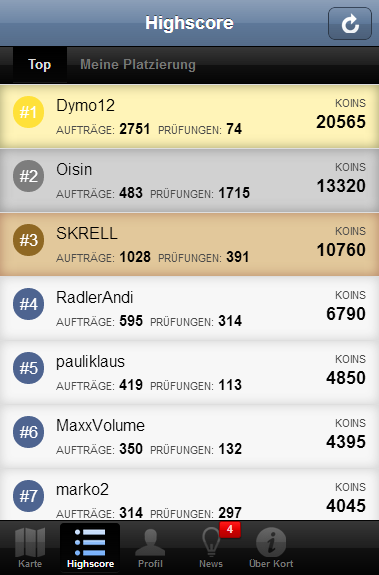 Highscore
Top Meine Platzierung
#1 Dymo12 KOINS
AUFTRÄGE: 2751 PRÜFUNGEN: 74 20565
#2 Oisin KOINS
AUFTRÄGE: 483 PRÜFUNGEN: 1715 13320
#3 SKRELL KOINS
AUFTRÄGE: 1028 PRÜFUNGEN: 391 10760
#4 RadlerAndi KOINS
AUFTRÄGE: 595 PRÜFUNGEN: 314 6790
#5 pauliklaus KOINS
AUFTRÄGE: 419 PRÜFUNGEN: 113 4850
#6 MaxxVolume KOINS
AUFTRÄGE: 350 PRÜFUNGEN: 132 4395
#7 marko2 KOINS
AUFTRÄGE: 314 PRÜFUNGEN: 297 4045
4
Karte Highscore Profil News Über Kort